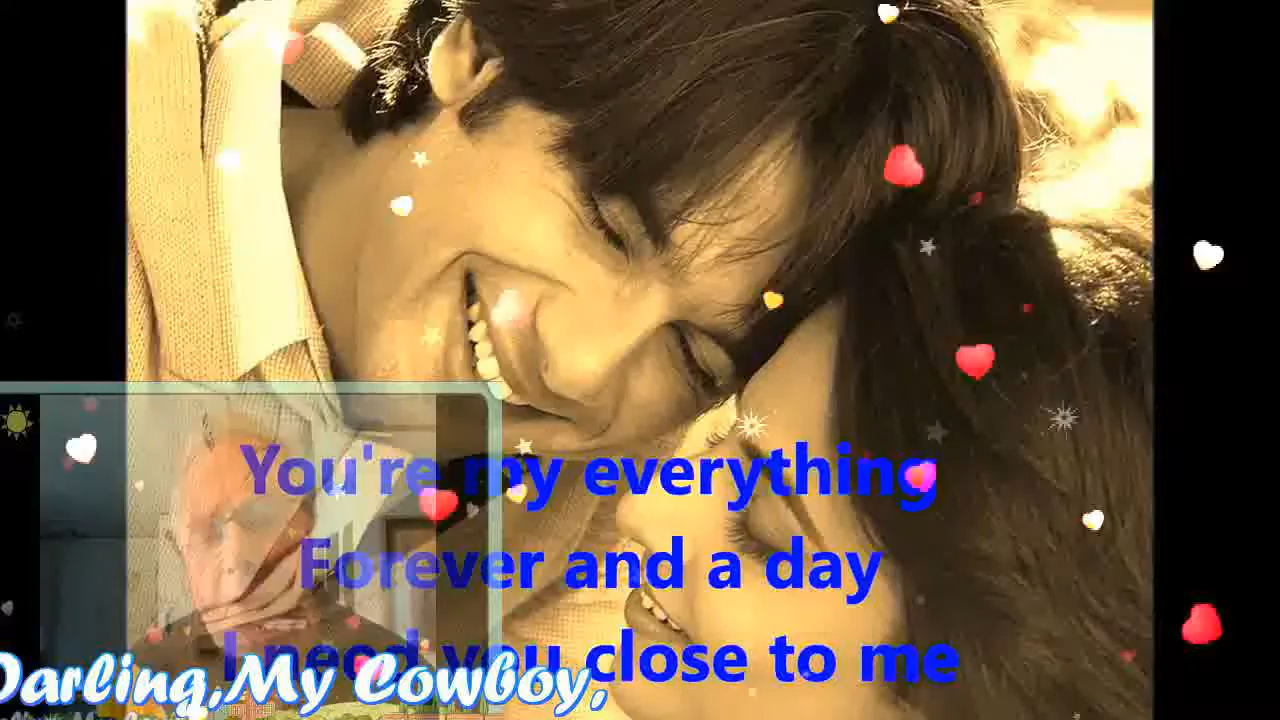 You're my everything
Forever and a day
I need you close to me
Darling,My Cowboy,